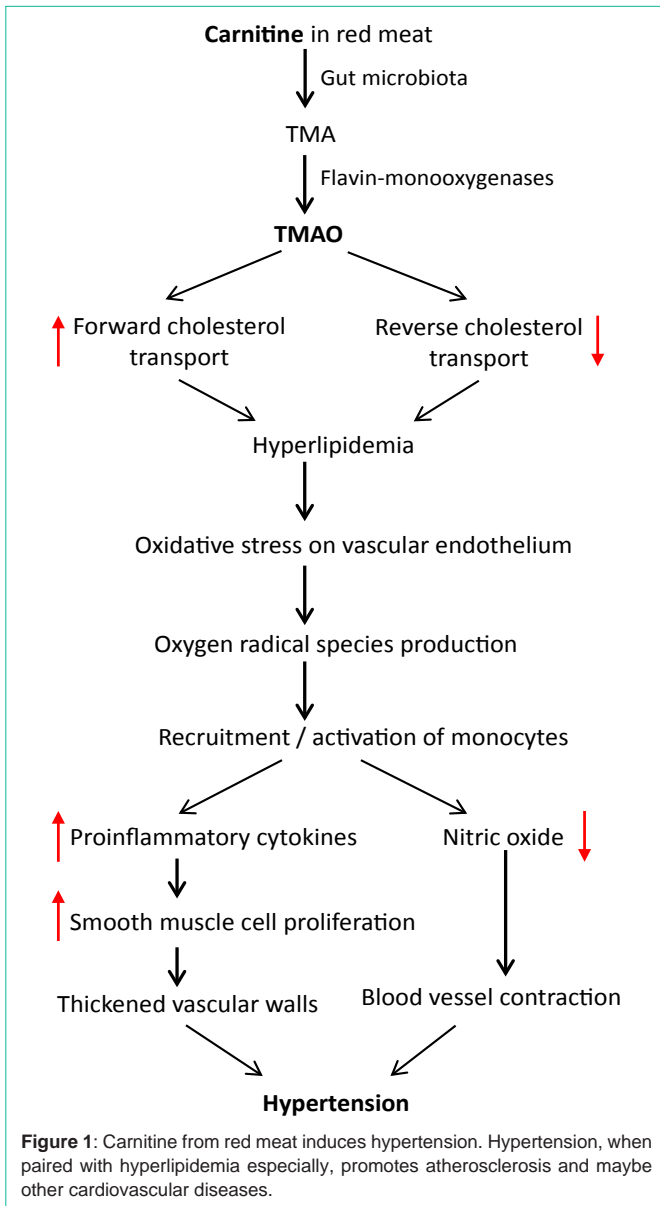 Carnitine in red meat
Gut microbiota
TMA
Flavin-monooxygenases
TMAO
Forward cholesterol
transport
Reverse cholesterol
transport
Hyperlipidemia
Oxidative stress on vascular endothelium
Oxygen radical species production
Recruitment / activation of monocytes
Proinflammatory cytokines
Nitric oxide
Smooth muscle cell proliferation
Thickened vascular walls
Blood vessel contraction
Hypertension
Figure 1: Carnitine from red meat induces hypertension. Hypertension, when
paired with hyperlipidemia especially, promotes atherosclerosis and maybe
other cardiovascular diseases.